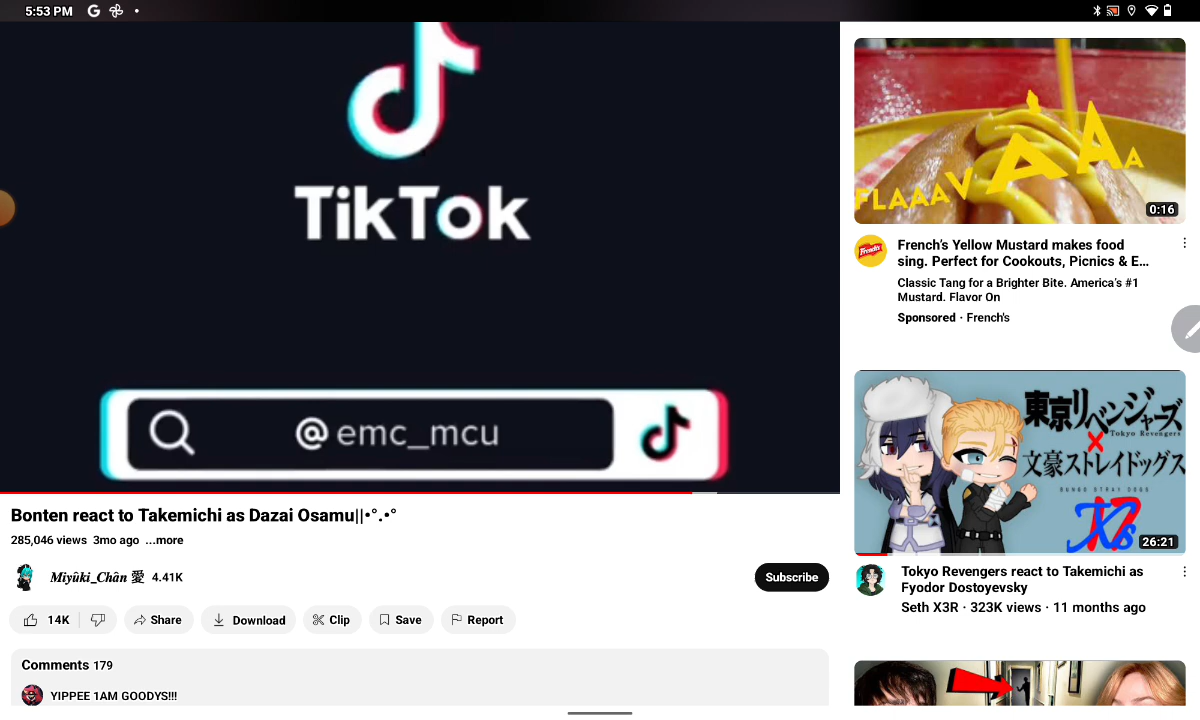 5:53 PM
TikTok
@emc_mcu
Bonten react to Takemichi as Dazai Osamu||•°.•°
285,046 views 3mo ago ...more
Miyûki_Chân 愛 4.41K
Subscribe
14K
Share
Download
Clip
Save
Report
Comments 179
YIPPEE 1AM GOODYS!!!
FLAAAVAAA
0:16
French's
French's Yellow Mustard makes food
sing. Perfect for Cookouts, Picnics & E...
Classic Tang for a Brighter Bite. America's #1
Mustard. Flavor On
Sponsored · French's
東京リベンジャーズ
Tokyo Revengers
×
文豪ストレイドッグス
BUNGO STRAY DOGS
26:21
Tokyo Revengers react to Takemichi as
Fyodor Dostoyevsky
Seth X3R · 323K views · 11 months ago